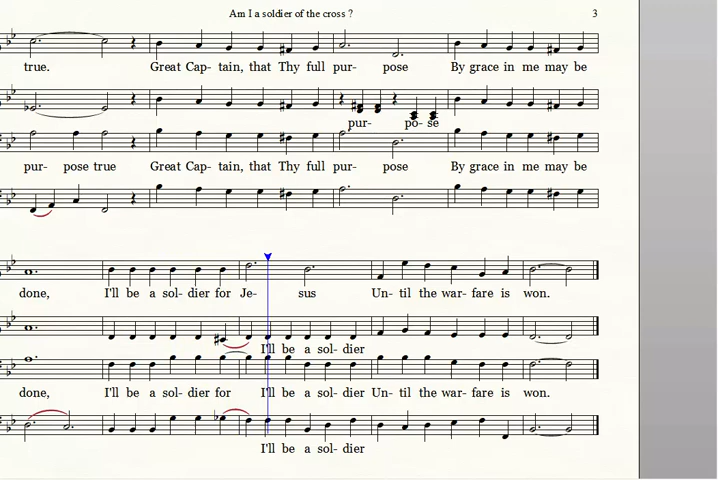 Am I a soldier of the cross ? 3
true. Great Cap- tain, that Thy full pur- pose By grace in me may be
pur- po- se
pur- pose true Great Cap- tain, that Thy full pur- pose By grace in me may be
done, I'll be a sol- dier for Je- sus Un- til the war- fare is won.
I'll be a sol- dier
done, I'll be a sol- dier for I'll be a sol- dier Un- til the war- fare is won.
I'll be a sol- dier